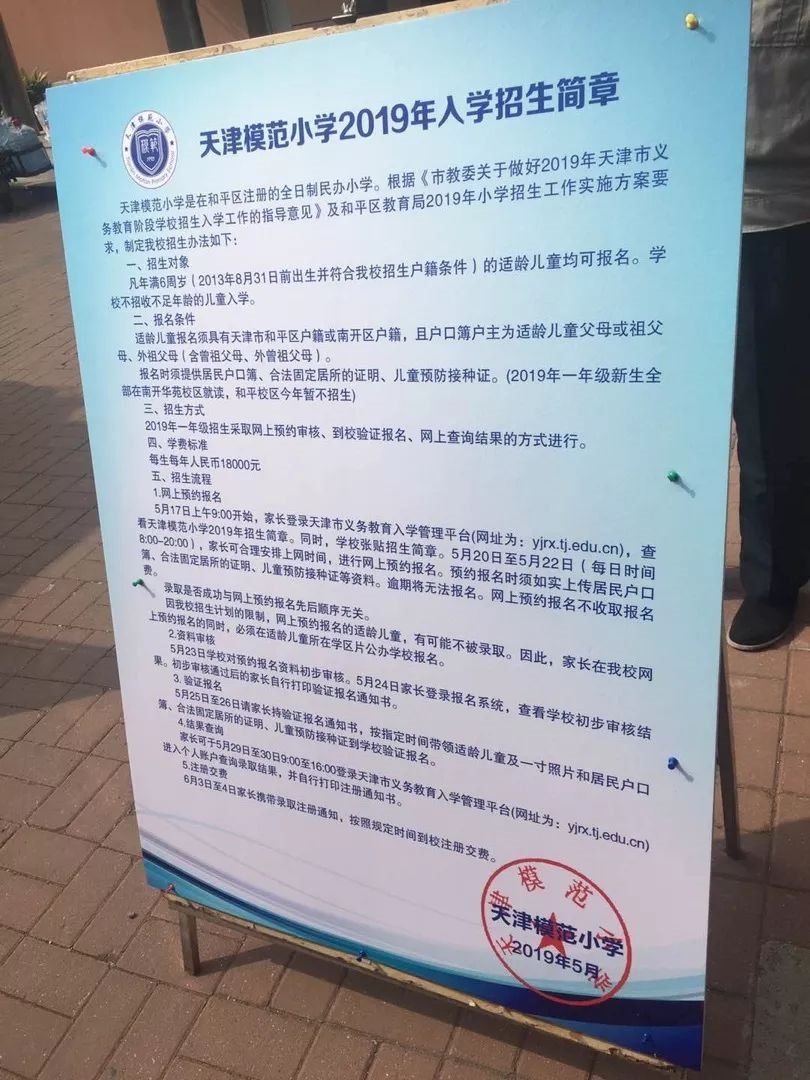 天津模范小学2019年入学招生简章
天津模范小学是在和平区注册的全日制民办小学。根据《市教委关于做好2019年天津市义
务教育阶段学校招生入学工作的指导意见》及和平区教育局2019年小学招生工作实施方案要
求，制定我校招生办法如下：
一、招生对象
凡年满6周岁（2013年8月31日前出生并符合我校招生户籍条件）的适龄儿童均可报名。学
校不招收不足年龄的儿童入学。
二、报名条件
适龄儿童报名须具有天津市和平区户籍或南开区户籍，且户口簿户主为适龄儿童父母或祖父
母、外祖父母（含曾祖父母、外曾祖父母）。
报名时须提供居民户口簿、合法固定居所的证明、儿童预防接种证。(2019年一年级新生全
部在南开华苑校区就读，和平校区今年暂不招生)
三、招生方式
2019年一年级招生采取网上预约审核、到校验证报名、网上查询结果的方式进行。
四、学费标准
每生每年人民币18000元
五、招生流程
1.网上预约报名
5月17日上午9:00开始，家长登录天津市义务教育入学管理平台(网址为：yjrx.tj.edu.cn)，查
看天津模范小学2019年招生简章。同时，学校张贴招生简章。5月20日至5月22日（每日时间
8:00-20:00），家长可合理安排上网时间，进行网上预约报名。预约报名时须如实上传居民户口
簿、合法固定居所的证明、儿童预防接种证等资料。逾期将无法报名。网上预约报名不收取报名
费。
录取是否成功与网上预约报名先后顺序无关。
因我校招生计划的限制，网上预约报名的适龄儿童，有可能不被录取。因此，家长在我校网
上预约报名的同时，必须在适龄儿童所在学区片公办学校报名。
2.资料审核
5月23日学校对预约报名资料初步审核。5月24日家长登录报名系统，查看学校初步审核结
果。初步审核通过后的家长自行打印验证报名通知书。
3. 验证报名
5月25日至26日请家长持验证报名通知书，按指定时间带领适龄儿童及一寸照片和居民户口
簿、合法固定居所的证明、儿童预防接种证到学校验证报名。
4.结果查询
家长可于5月29日至30日9:00至16:00登录天津市义务教育入学管理平台(网址为：yjrx.tj.edu.cn)
进入个人账户查询录取结果，并自行打印注册通知书。
5.注册交费
6月3日至4日家长携带录取注册通知，按照规定时间到校注册交费。
天津模范小学
2019年5月